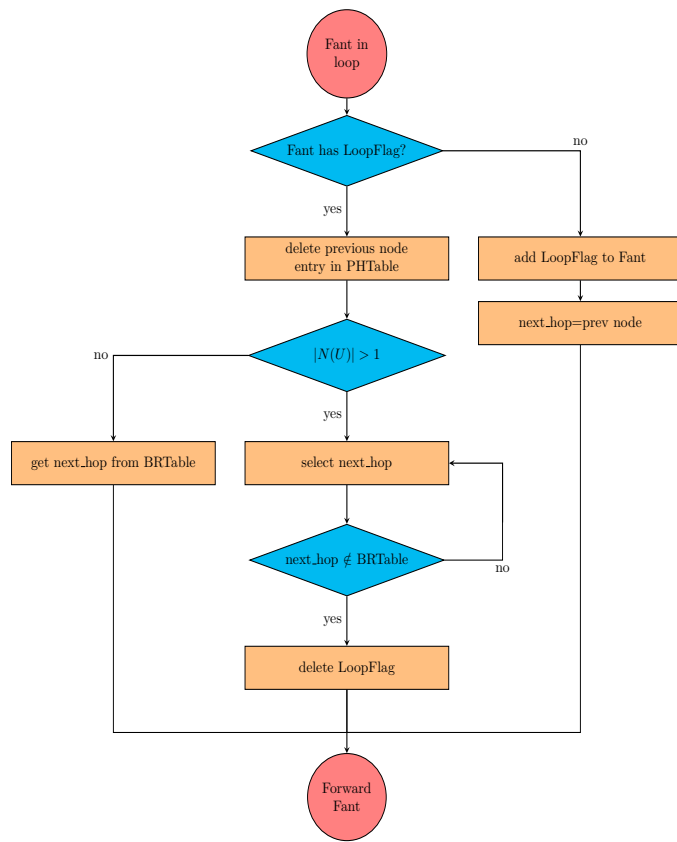 Fant in
loop
Fant has LoopFlag?
no
yes
delete previous node
entry in PHTable
add LoopFlag to Fant
next_hop=prev node
|N(U)| > 1
no
yes
get next_hop from BRTable
select next_hop
next_hop ∉ BRTable
no
yes
delete LoopFlag
Forward
Fant